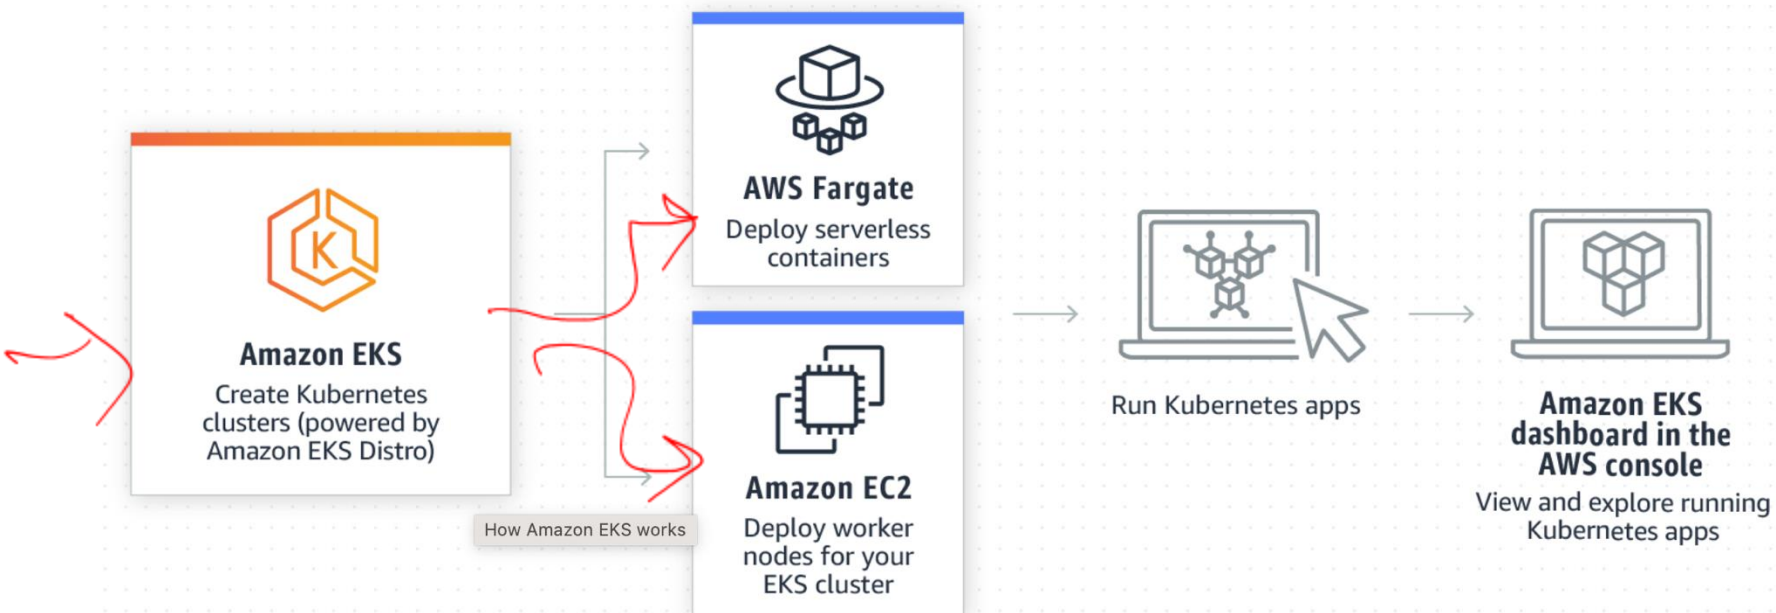 Amazon EKS
Create Kubernetes
clusters (powered by
Amazon EKS Distro)
AWS Fargate
Deploy serverless
containers
How Amazon EKS works
Amazon EC2
Deploy worker
nodes for your
EKS cluster
Run Kubernetes apps
Amazon EKS
dashboard in the
AWS console
View and explore running
Kubernetes apps
K